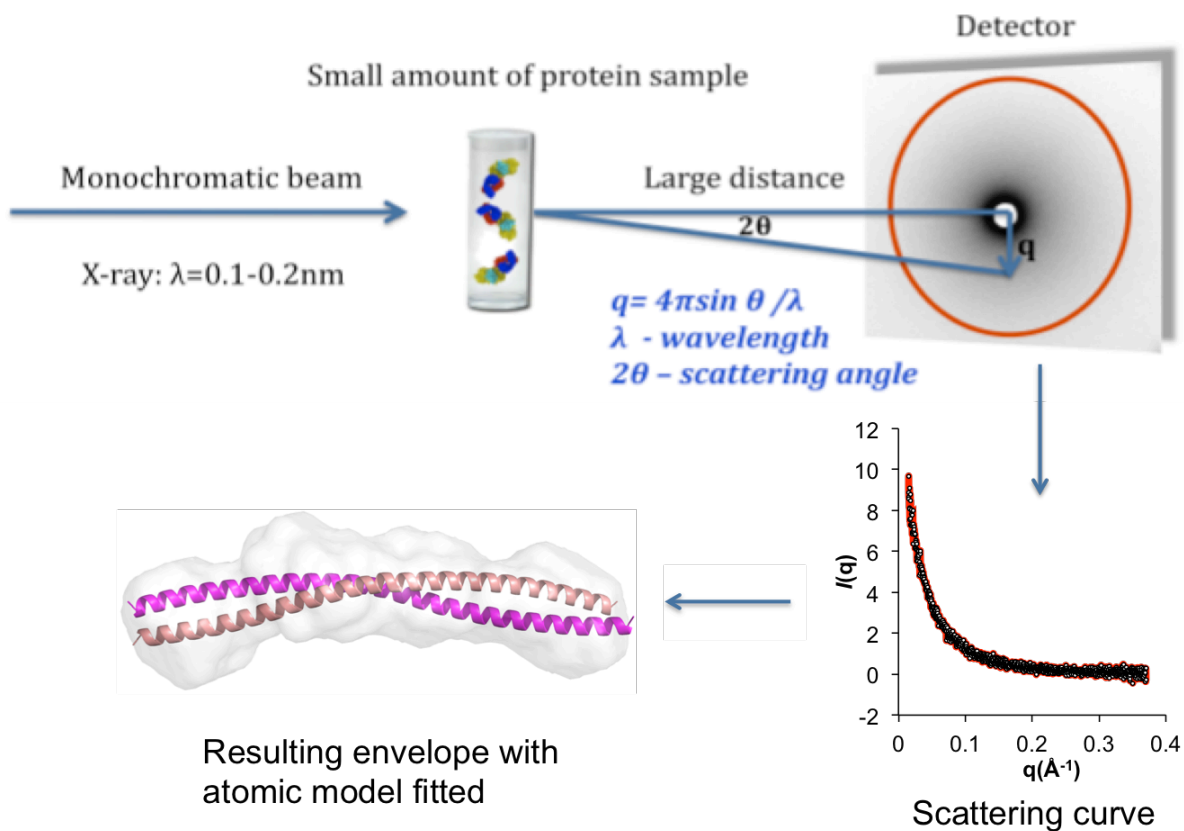 Detector
Small amount of protein sample
Monochromatic beam
Large distance
2θ
q
X-ray: λ=0.1-0.2nm
q= 4πsin θ /λ
λ - wavelength
2θ – scattering angle
12
10
8
6
4
2
0
-2
I(q)
0 0.1 0.2 0.3 0.4
q(Å⁻¹)
Scattering curve
Resulting envelope with
atomic model fitted